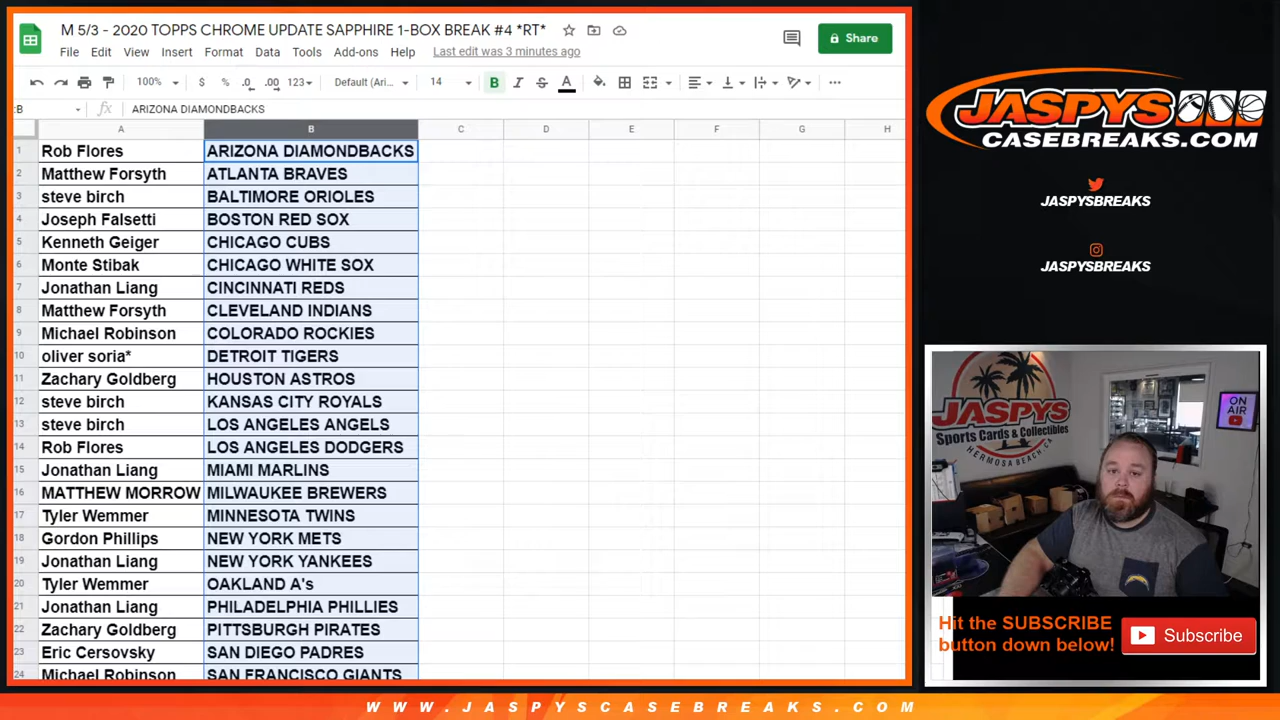 M 5/3 - 2020 TOPPS CHROME UPDATE SAPPHIRE 1-BOX BREAK #4 *RT*
File Edit View Insert Format Data Tools Add-ons Help Last edit was 3 minutes ago
Share
100% $ % .0 .00 123 Default (Ari... 14 B I S A
:B fx ARIZONA DIAMONDBACKS
A B C D E F G H
1 Rob Flores ARIZONA DIAMONDBACKS
2 Matthew Forsyth ATLANTA BRAVES
3 steve birch BALTIMORE ORIOLES
4 Joseph Falsetti BOSTON RED SOX
5 Kenneth Geiger CHICAGO CUBS
6 Monte Stibak CHICAGO WHITE SOX
7 Jonathan Liang CINCINNATI REDS
8 Matthew Forsyth CLEVELAND INDIANS
9 Michael Robinson COLORADO ROCKIES
10 oliver soria* DETROIT TIGERS
11 Zachary Goldberg HOUSTON ASTROS
12 steve birch KANSAS CITY ROYALS
13 steve birch LOS ANGELES ANGELS
14 Rob Flores LOS ANGELES DODGERS
15 Jonathan Liang MIAMI MARLINS
16 MATTHEW MORROW MILWAUKEE BREWERS
17 Tyler Wemmer MINNESOTA TWINS
18 Gordon Phillips NEW YORK METS
19 Jonathan Liang NEW YORK YANKEES
20 Tyler Wemmer OAKLAND A's
21 Jonathan Liang PHILADELPHIA PHILLIES
22 Zachary Goldberg PITTSBURGH PIRATES
23 Eric Cersovsky SAN DIEGO PADRES
24 Michael Robinson SAN FRANCISCO GIANTS
JASPYS
CASEBREAKS.COM
JASPYSBREAKS
JASPYSBREAKS
JASPYS
Sports Cards & Collectibles
HERMOSA BEACH, CA
ON
AIR
Hit the SUBSCRIBE
button down below!
Subscribe
WWW.JASPYSCASEBREAKS.COM